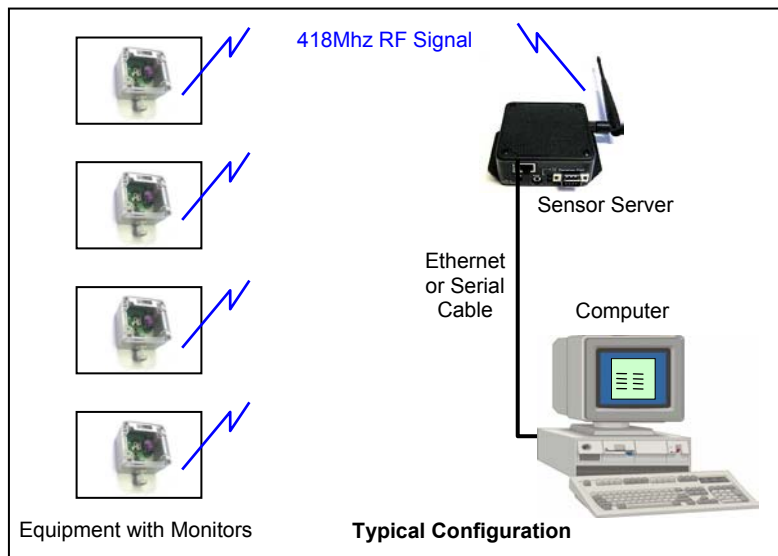 418Mhz RF Signal
Sensor Server
Ethernet
or Serial
Cable
Computer
Equipment with Monitors
Typical Configuration